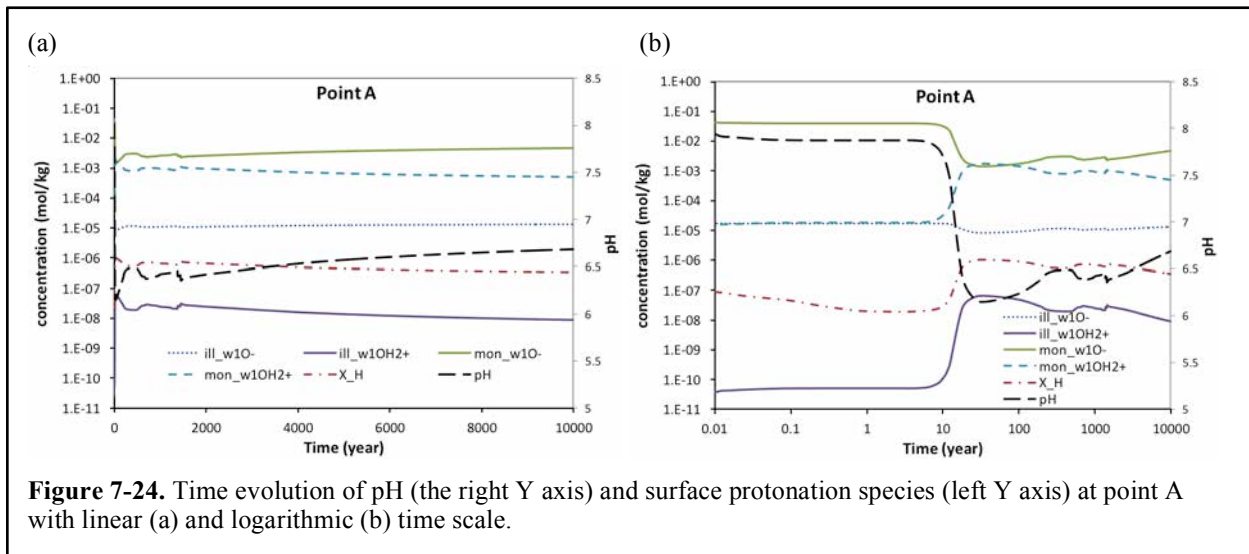 (a)
(b)
Point A
1.E+00
1.E-01
1.E-02
1.E-03
1.E-04
1.E-05
1.E-06
1.E-07
1.E-08
1.E-09
1.E-10
1.E-11
concentration (mol/kg)
8.5
8
7.5
7
6.5
6
5.5
5
pH
ill_w1O- ill_w1OH2+ mon_w1O-
mon_w1OH2+ X_H pH
0 2000 4000 6000 8000 10000
Time (year)
Point A
1.E+00
1.E-01
1.E-02
1.E-03
1.E-04
1.E-05
1.E-06
1.E-07
1.E-08
1.E-09
1.E-10
1.E-11
concentration (mol/kg)
8.5
8
7.5
7
6.5
6
5.5
5
pH
ill_w1O-
ill_w1OH2+
mon_w1O-
mon_w1OH2+
X_H
pH
0.01 0.1 1 10 100 1000 10000
Time (year)
Figure 7-24. Time evolution of pH (the right Y axis) and surface protonation species (left Y axis) at point A
with linear (a) and logarithmic (b) time scale.